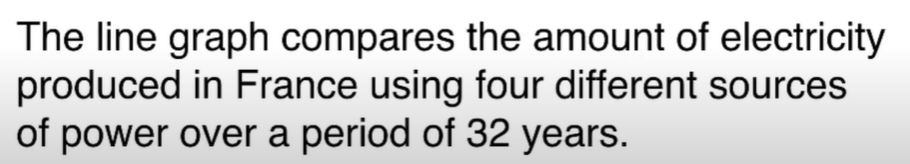 The line graph compares the amount of electricity
produced in France using four different sources
of power over a period of 32 years.